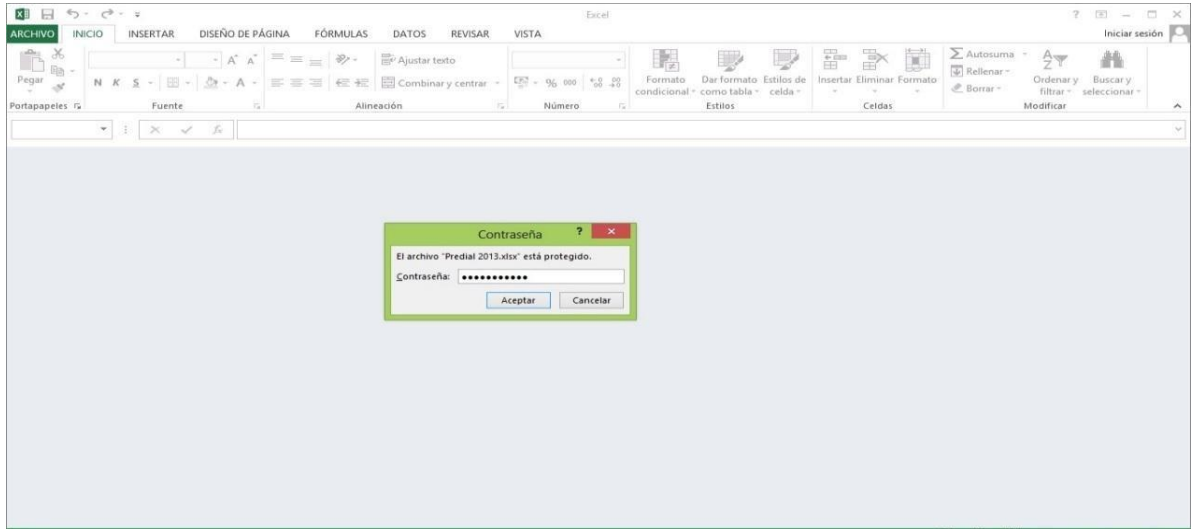 Excel
ARCHIVO INICIO INSERTAR DISEÑO DE PÁGINA FÓRMULAS DATOS REVISAR VISTA Iniciar sesión
Pegar
N K S
A A
A
Ajustar texto
Combinar y centrar
% 000
Formato condicional
Dar formato como tabla
Estilos de celda
Insertar Eliminar Formato
Autosuma
Rellenar
Borrar
Ordenar y filtrar
Buscar y seleccionar
Portapapeles Fuente Alineación Número Estilos Celdas Modificar
fx
Contraseña ?
El archivo "Predial 2013.xlsx" está protegido.
Contraseña: •••••••••••
Aceptar Cancelar